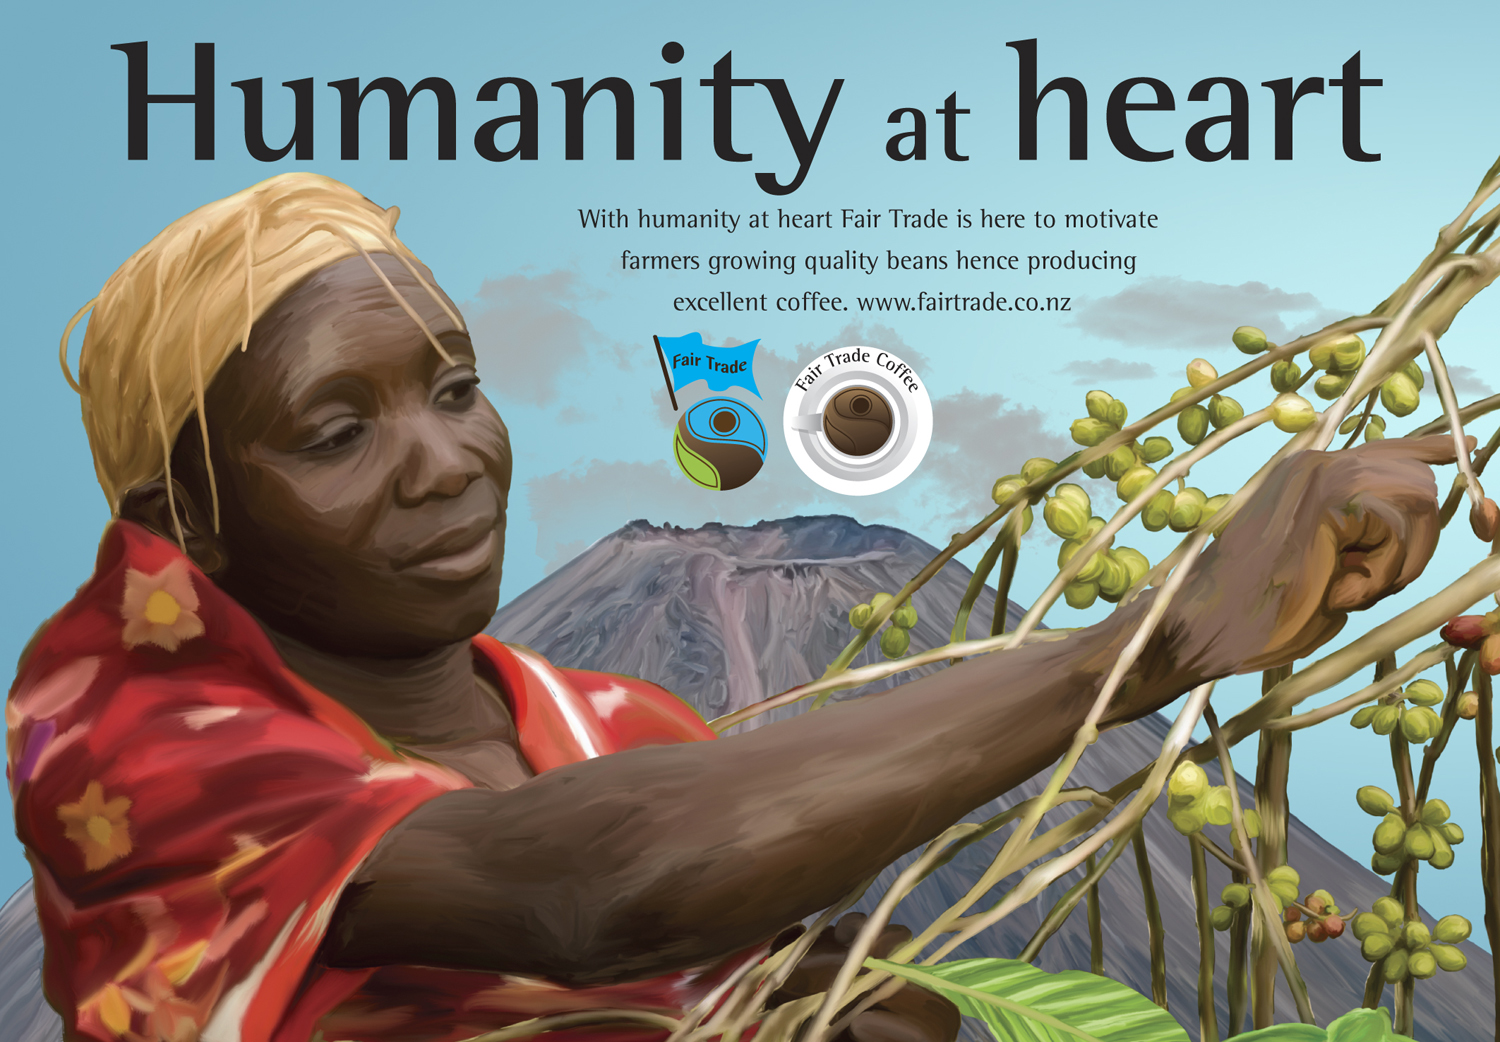 Humanity at heart
With humanity at heart Fair Trade is here to motivate
farmers growing quality beans hence producing
excellent coffee. www.fairtrade.co.nz
Fair Trade
Fair Trade Coffee